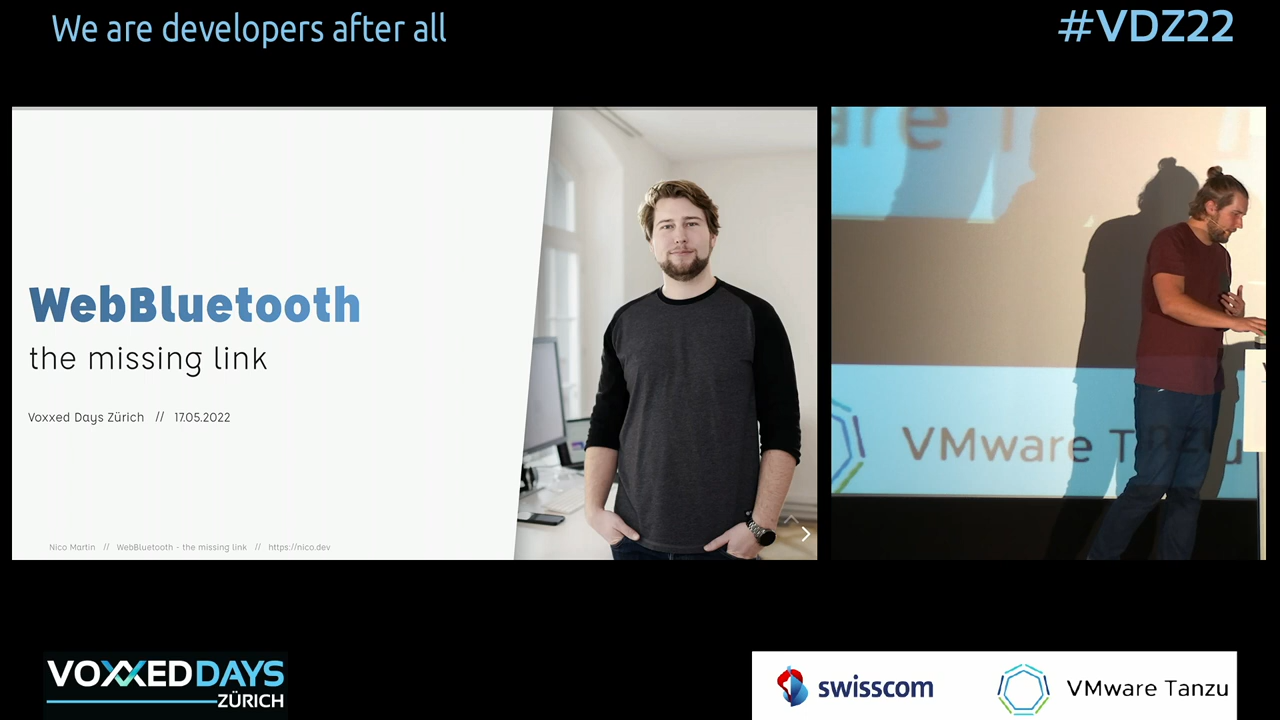 We are developers after all
#VDZ22
WebBluetooth
the missing link
Voxxed Days Zürich // 17.05.2022
Nico Martin // WebBluetooth - the missing link // https://nico.dev
are
VMware Tanzu
VOXXED DAYS
ZÜRICH
swisscom
VMware Tanzu